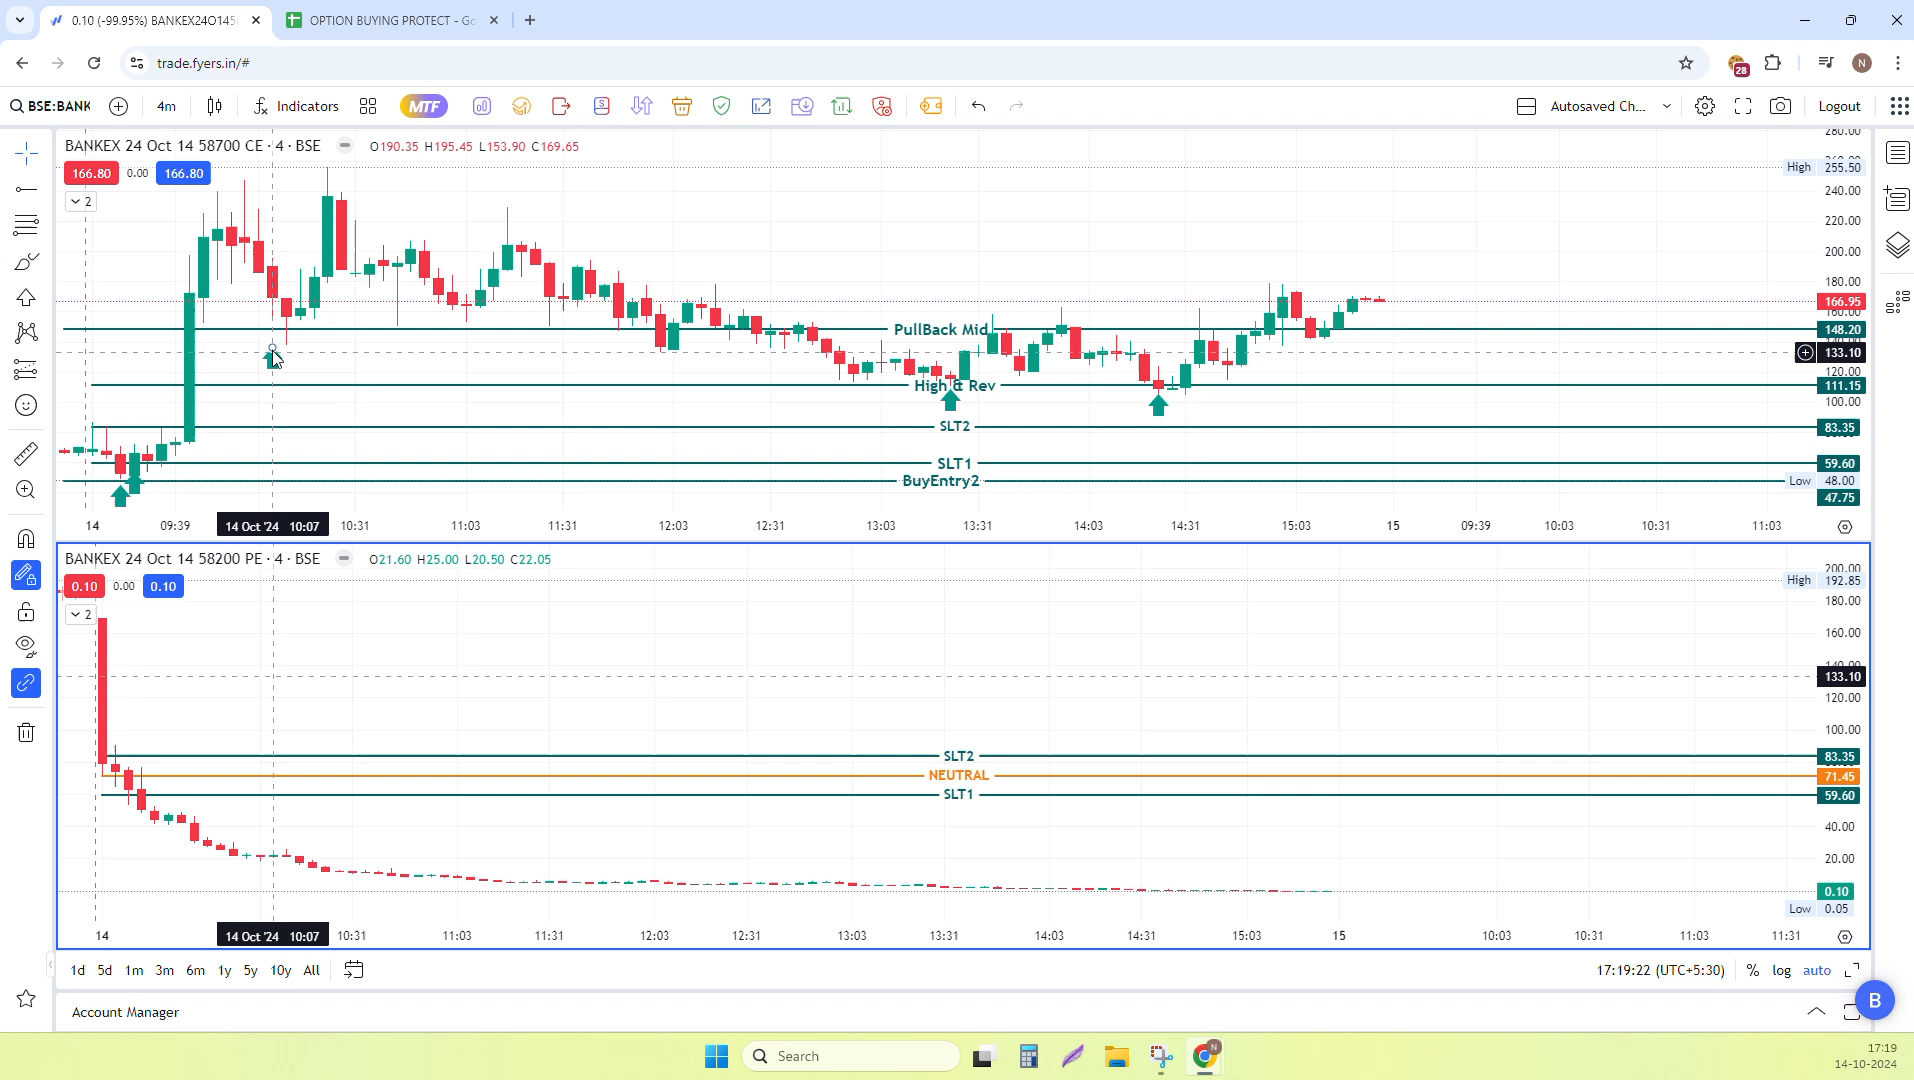 0.10 (-99.95%) BANKEX24O1458
OPTION BUYING PROTECT - Go
trade.fyers.in/#
28
N
BSE:BANK
4m
Indicators
MTF
Autosaved Ch...
Logout
BANKEX 24 Oct 14 58700 CE · 4 · BSE
O190.35 H195.45 L153.90 C169.65
166.80 0.00 166.80
2
280.00
High 255.50
240.00
220.00
200.00
180.00
166.95
160.00
PullBack Mid
148.20
133.10
120.00
High & Rev
111.15
100.00
SLT2
83.35
SLT1
59.60
BuyEntry2
Low 48.00
47.75
14 09:39 14 Oct '24 10:07 10:31 11:03 11:31 12:03 12:31 13:03 13:31 14:03 14:31 15:03 15 09:39 10:03 10:31 11:03
BANKEX 24 Oct 14 58200 PE · 4 · BSE
O21.60 H25.00 L20.50 C22.05
0.10 0.00 0.10
2
200.00
High 192.85
180.00
160.00
140.00
133.10
120.00
100.00
SLT2
83.35
NEUTRAL
71.45
SLT1
59.60
40.00
20.00
0.10
Low 0.05
14 14 Oct '24 10:07 10:31 11:03 11:31 12:03 12:31 13:03 13:31 14:03 14:31 15:03 15 10:03 10:31 11:03 11:31
1d 5d 1m 3m 6m 1y 5y 10y All
17:19:22 (UTC+5:30) % log auto
B
Account Manager
Search
N
17:19
14-10-2024